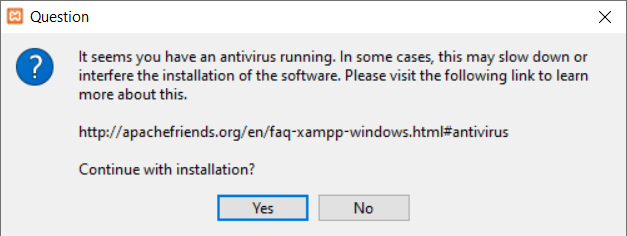 Question
It seems you have an antivirus running. In some cases, this may slow down or
interfere the installation of the software. Please visit the following link to learn
more about this.
http://apachefriends.org/en/faq-xampp-windows.html#antivirus
Continue with installation?
Yes No